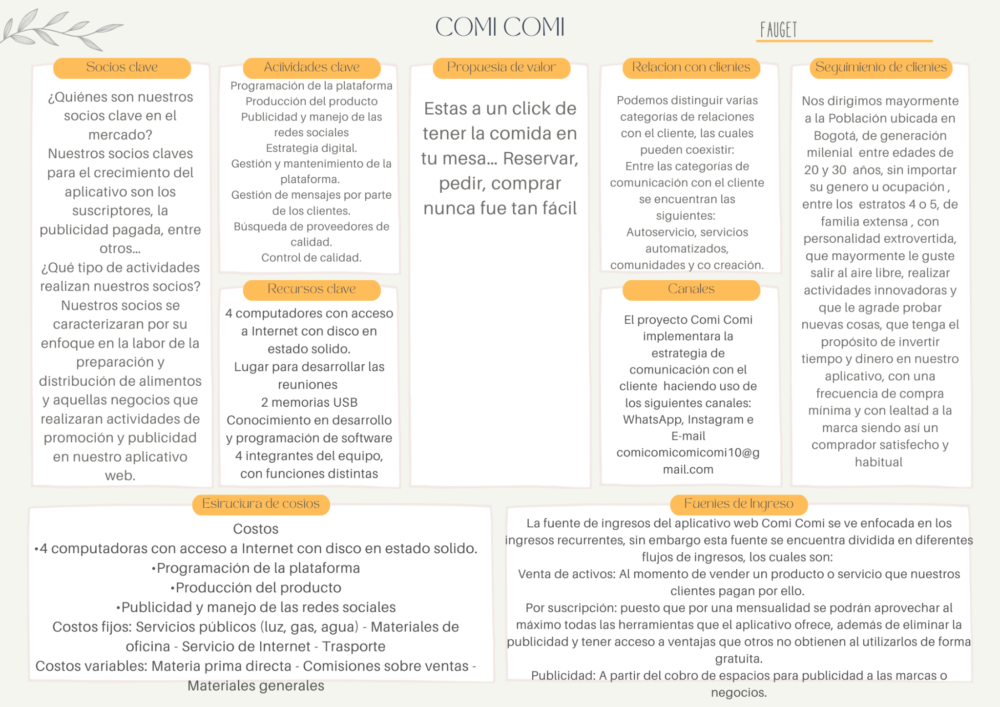 COMI COMI
FAUGET
Socios clave
¿Quiénes son nuestros
socios clave en el
mercado?
Nuestros socios claves
para el crecimiento del
aplicativo son los
suscriptores, la
publicidad pagada, entre
otros...
¿Qué tipo de actividades
realizan nuestros socios?
Nuestros socios se
caracterizaran por su
enfoque en la labor de la
preparación y
distribución de alimentos
y aquellas negocios que
realizaran actividades de
promoción y publicidad
en nuestro aplicativo
web.
Actividades clave
Programación de la plataforma
Producción del producto
Publicidad y manejo de las
redes sociales
Estrategia digital.
Gestión y mantenimiento de la
plataforma.
Gestión de mensajes por parte
de los clientes.
Búsqueda de proveedores de
calidad.
Control de calidad.
Recursos clave
4 computadores con acceso
a Internet con disco en
estado solido.
Lugar para desarrollar las
reuniones
2 memorias USB
Conocimiento en desarrollo
y programación de software
4 integrantes del equipo,
con funciones distintas
Propuesta de valor
Estas a un click de
tener la comida en
tu mesa... Reservar,
pedir, comprar
nunca fue tan fácil
Relacion con clientes
Podemos distinguir varias
categorías de relaciones
con el cliente, las cuales
pueden coexistir:
Entre las categorías de
comunicación con el cliente
se encuentran las
siguientes:
Autoservicio, servicios
automatizados,
comunidades y co creación.
Canales
El proyecto Comi Comi
implementara la
estrategia de
comunicación con el
cliente  haciendo uso de
los siguientes canales:
WhatsApp, Instagram e
E-mail
comicomicomicomi10@g
mail.com
Seguimiento de clientes
Nos dirigimos mayormente
a la Población ubicada en
Bogotá, de generación
milenial  entre edades de
20 y 30  años, sin importar
su genero u ocupación ,
entre los  estratos 4 o 5, de
familia extensa , con
personalidad extrovertida,
que mayormente le guste
salir al aire libre, realizar
actividades innovadoras y
que le agrade probar
nuevas cosas, que tenga el
propósito de invertir
tiempo y dinero en nuestro
aplicativo, con una
frecuencia de compra
mínima y con lealtad a la
marca siendo así un
comprador satisfecho y
habitual
Estructura de costos
Costos
•4 computadoras con acceso a Internet con disco en estado solido.
•Programación de la plataforma
•Producción del producto
•Publicidad y manejo de las redes sociales
Costos fijos: Servicios públicos (luz, gas, agua) - Materiales de
oficina - Servicio de Internet - Trasporte
Costos variables: Materia prima directa - Comisiones sobre ventas -
Materiales generales
Fuentes de Ingreso
La fuente de ingresos del aplicativo web Comi Comi se ve enfocada en los
ingresos recurrentes, sin embargo esta fuente se encuentra dividida en diferentes
flujos de ingresos, los cuales son:
Venta de activos: Al momento de vender un producto o servicio que nuestros
clientes pagan por ello.
Por suscripción: puesto que por una mensualidad se podrán aprovechar al
máximo todas las herramientas que el aplicativo ofrece, además de eliminar la
publicidad y tener acceso a ventajas que otros no obtienen al utilizarlos de forma
gratuita.
Publicidad: A partir del cobro de espacios para publicidad a las marcas o
negocios.